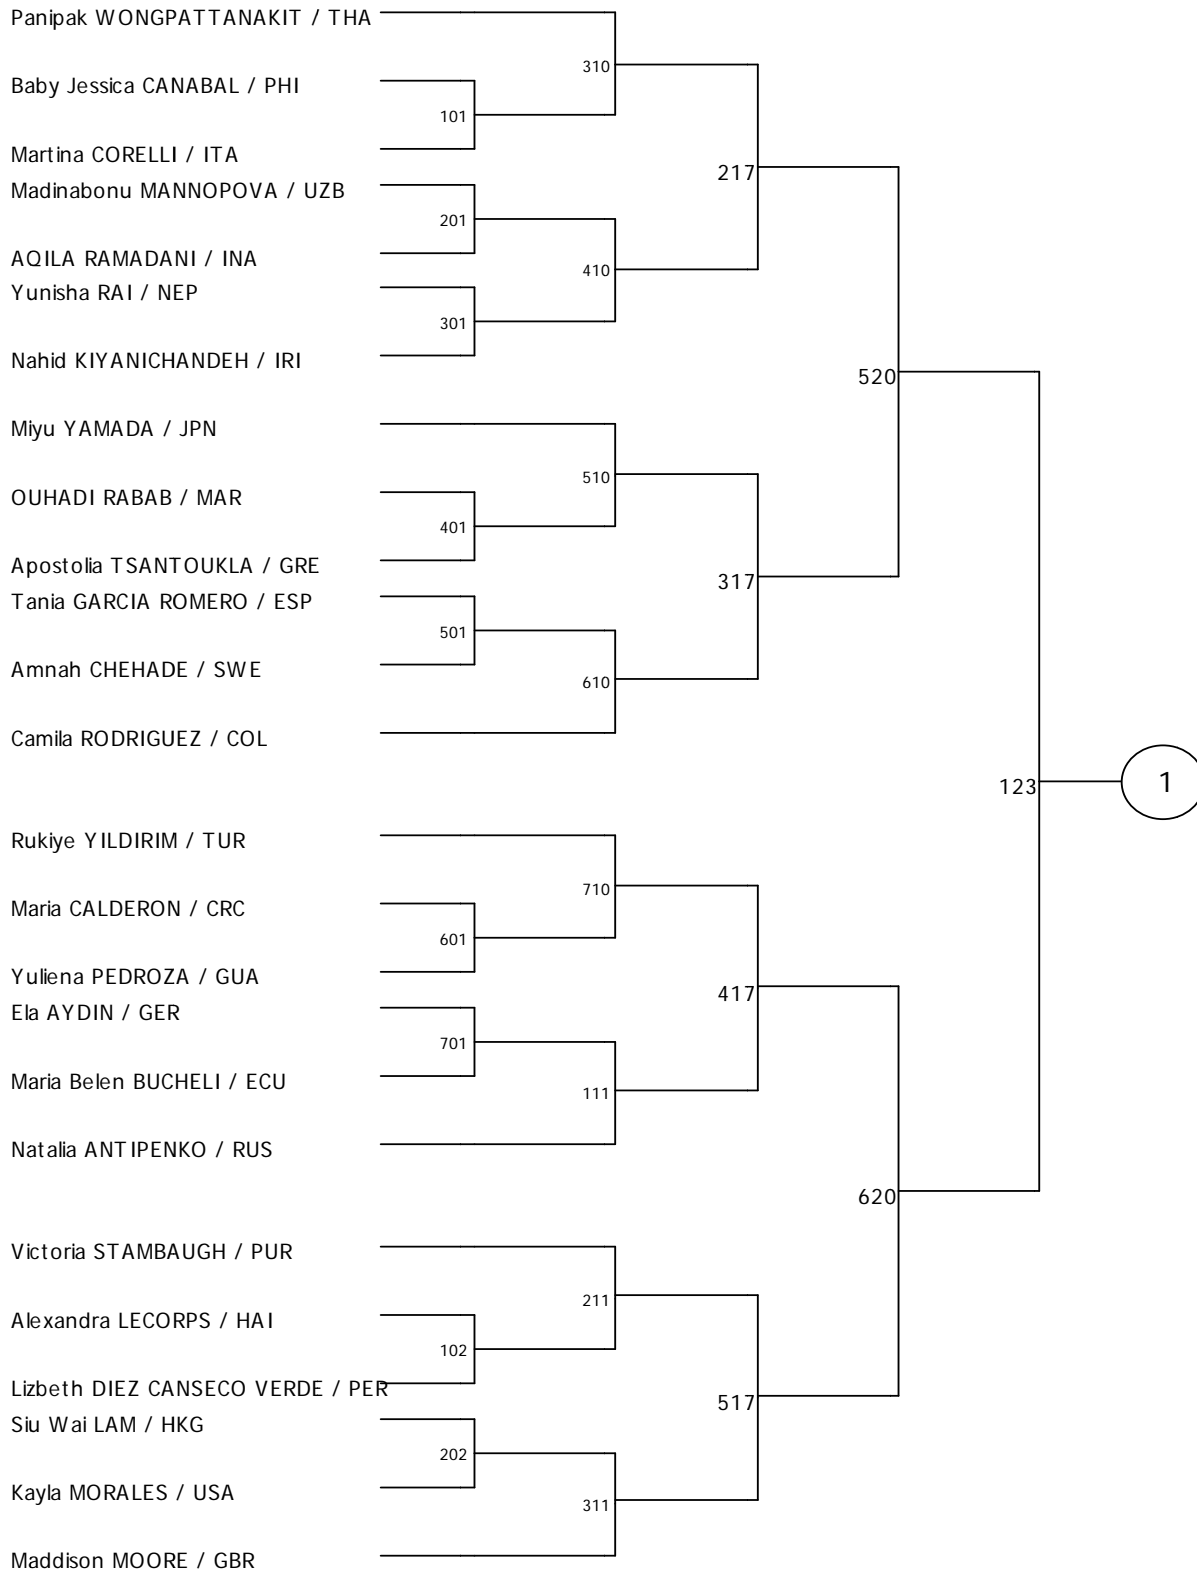 Panipak WONGPATTANAKIT / THA
310
Baby Jessica CANABAL / PHI
101
Martina CORELLI / ITA
217
Madinabonu MANNOPOVA / UZB
201
AQILA RAMADANI / INA
410
Yunisha RAI / NEP
301
Nahid KIYANICHANDEH / IRI
520
Miyu YAMADA / JPN
510
OUHADI RABAB / MAR
401
Apostolia TSANTOUKLA / GRE
317
Tania GARCIA ROMERO / ESP
501
Amnah CHEHADE / SWE
610
Camila RODRIGUEZ / COL
123
1
Rukiye YILDIRIM / TUR
710
Maria CALDERON / CRC
601
Yuliena PEDROZA / GUA
417
Ela AYDIN / GER
701
Maria Belen BUCHELI / ECU
111
Natalia ANTIPENKO / RUS
620
Victoria STAMBAUGH / PUR
211
Alexandra LECORPS / HAI
102
Lizbeth DIEZ CANSECO VERDE / PER
517
Siu Wai LAM / HKG
202
Kayla MORALES / USA
311
Maddison MOORE / GBR